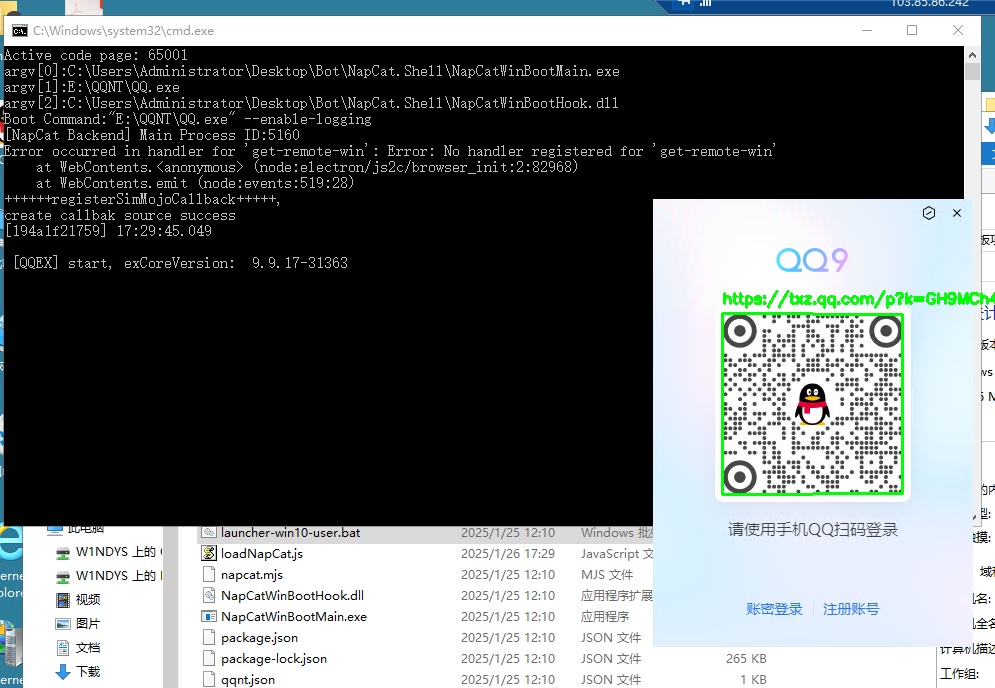 103.85.86.242
C:\Windows\system32\cmd.exe
Active code page: 65001
argv[0]:C:\Users\Administrator\Desktop\Bot\NapCat.Shell\NapCatWinBootMain.exe
argv[1]:E:\QQNT\QQ.exe
argv[2]:C:\Users\Administrator\Desktop\Bot\NapCat.Shell\NapCatWinBootHook.dll
Boot Command:"E:\QQNT\QQ.exe" --enable-logging
[NapCat Backend] Main Process ID:5160
Error occurred in handler for 'get-remote-win': Error: No handler registered for 'get-remote-win'
at WebContents.<anonymous> (node:electron/js2c/browser_init:2:82968)
at WebContents.emit (node:events:519:28)
++++++registerSimMojoCallback+++++,
create callbak source success
[194a1f21759] 17:29:45.049
[QQEX] start, exCoreVersion:  9.9.17-31363
QQ9
https://txz.qq.com/p?k=GH9MCh4
请使用手机QQ扫码登录
账密登录
注册账号
此电脑
W1NDYS 上的
W1NDYS 上的
视频
图片
文档
下载
launcher-win10-user.bat 2025/1/25 12:10 Windows 批
loadNapCat.js 2025/1/26 17:29 JavaScript 文
napcat.mjs 2025/1/25 12:10 MJS 文件
NapCatWinBootHook.dll 2025/1/25 12:10 应用程序扩展
NapCatWinBootMain.exe 2025/1/25 12:10 应用程序
package.json 2025/1/25 12:10 JSON 文件
package-lock.json 2025/1/25 12:10 JSON 文件 265 KB
qqnt.json 2025/1/25 12:10 JSON 文件 1 KB
计算机描述
工作组: